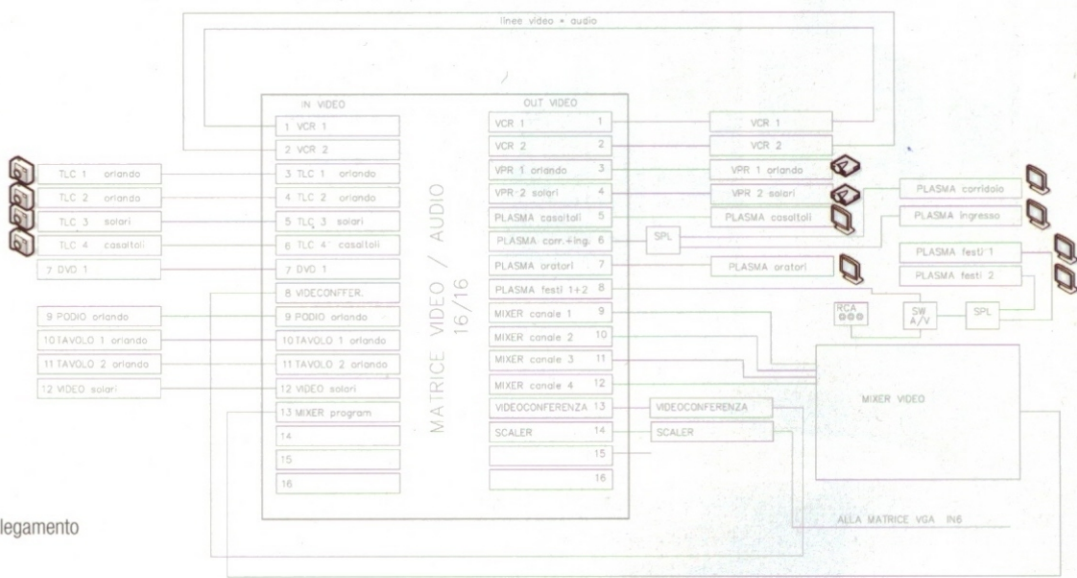 linee video + audio
IN VIDEO
1 VCR 1
2 VCR 2
3 TLC 1 orlando
4 TLC 2 orlando
5 TLC 3 solari
6 TLC 4 casaltoli
7 DVD 1
8 VIDECONFFER.
9 PODIO orlando
10 TAVOLO 1 orlando
11 TAVOLO 2 orlando
12 VIDEO solari
13 MIXER program
14
15
16
TLC 1 orlando
TLC 2 orlando
TLC 3 solari
TLC 4 casaltoli
7 DVD 1
9 PODIO orlando
10 TAVOLO 1 orlando
11 TAVOLO 2 orlando
12 VIDEO solari
MATRICE VIDEO / AUDIO
16/16
OUT VIDEO
VCR 1 1
VCR 2 2
VPR 1 orlando 3
VPR 2 solari 4
PLASMA casaltoli 5
PLASMA corr.+ing. 6
PLASMA oratori 7
PLASMA festi 1+2 8
MIXER canale 1 9
MIXER canale 2 10
MIXER canale 3 11
MIXER canale 4 12
VIDEOCONFERENZA 13
SCALER 14
15
16
VCR 1
VCR 2
VPR 1 orlando
VPR 2 solari
PLASMA casaltoli
SPL
PLASMA oratori
VIDEOCONFERENZA
SCALER
PLASMA corridoio
PLASMA ingresso
PLASMA festi 1
PLASMA festi 2
RCA
SW
A/V
SPL
MIXER VIDEO
ALLA MATRICE VGA IN6
legamento